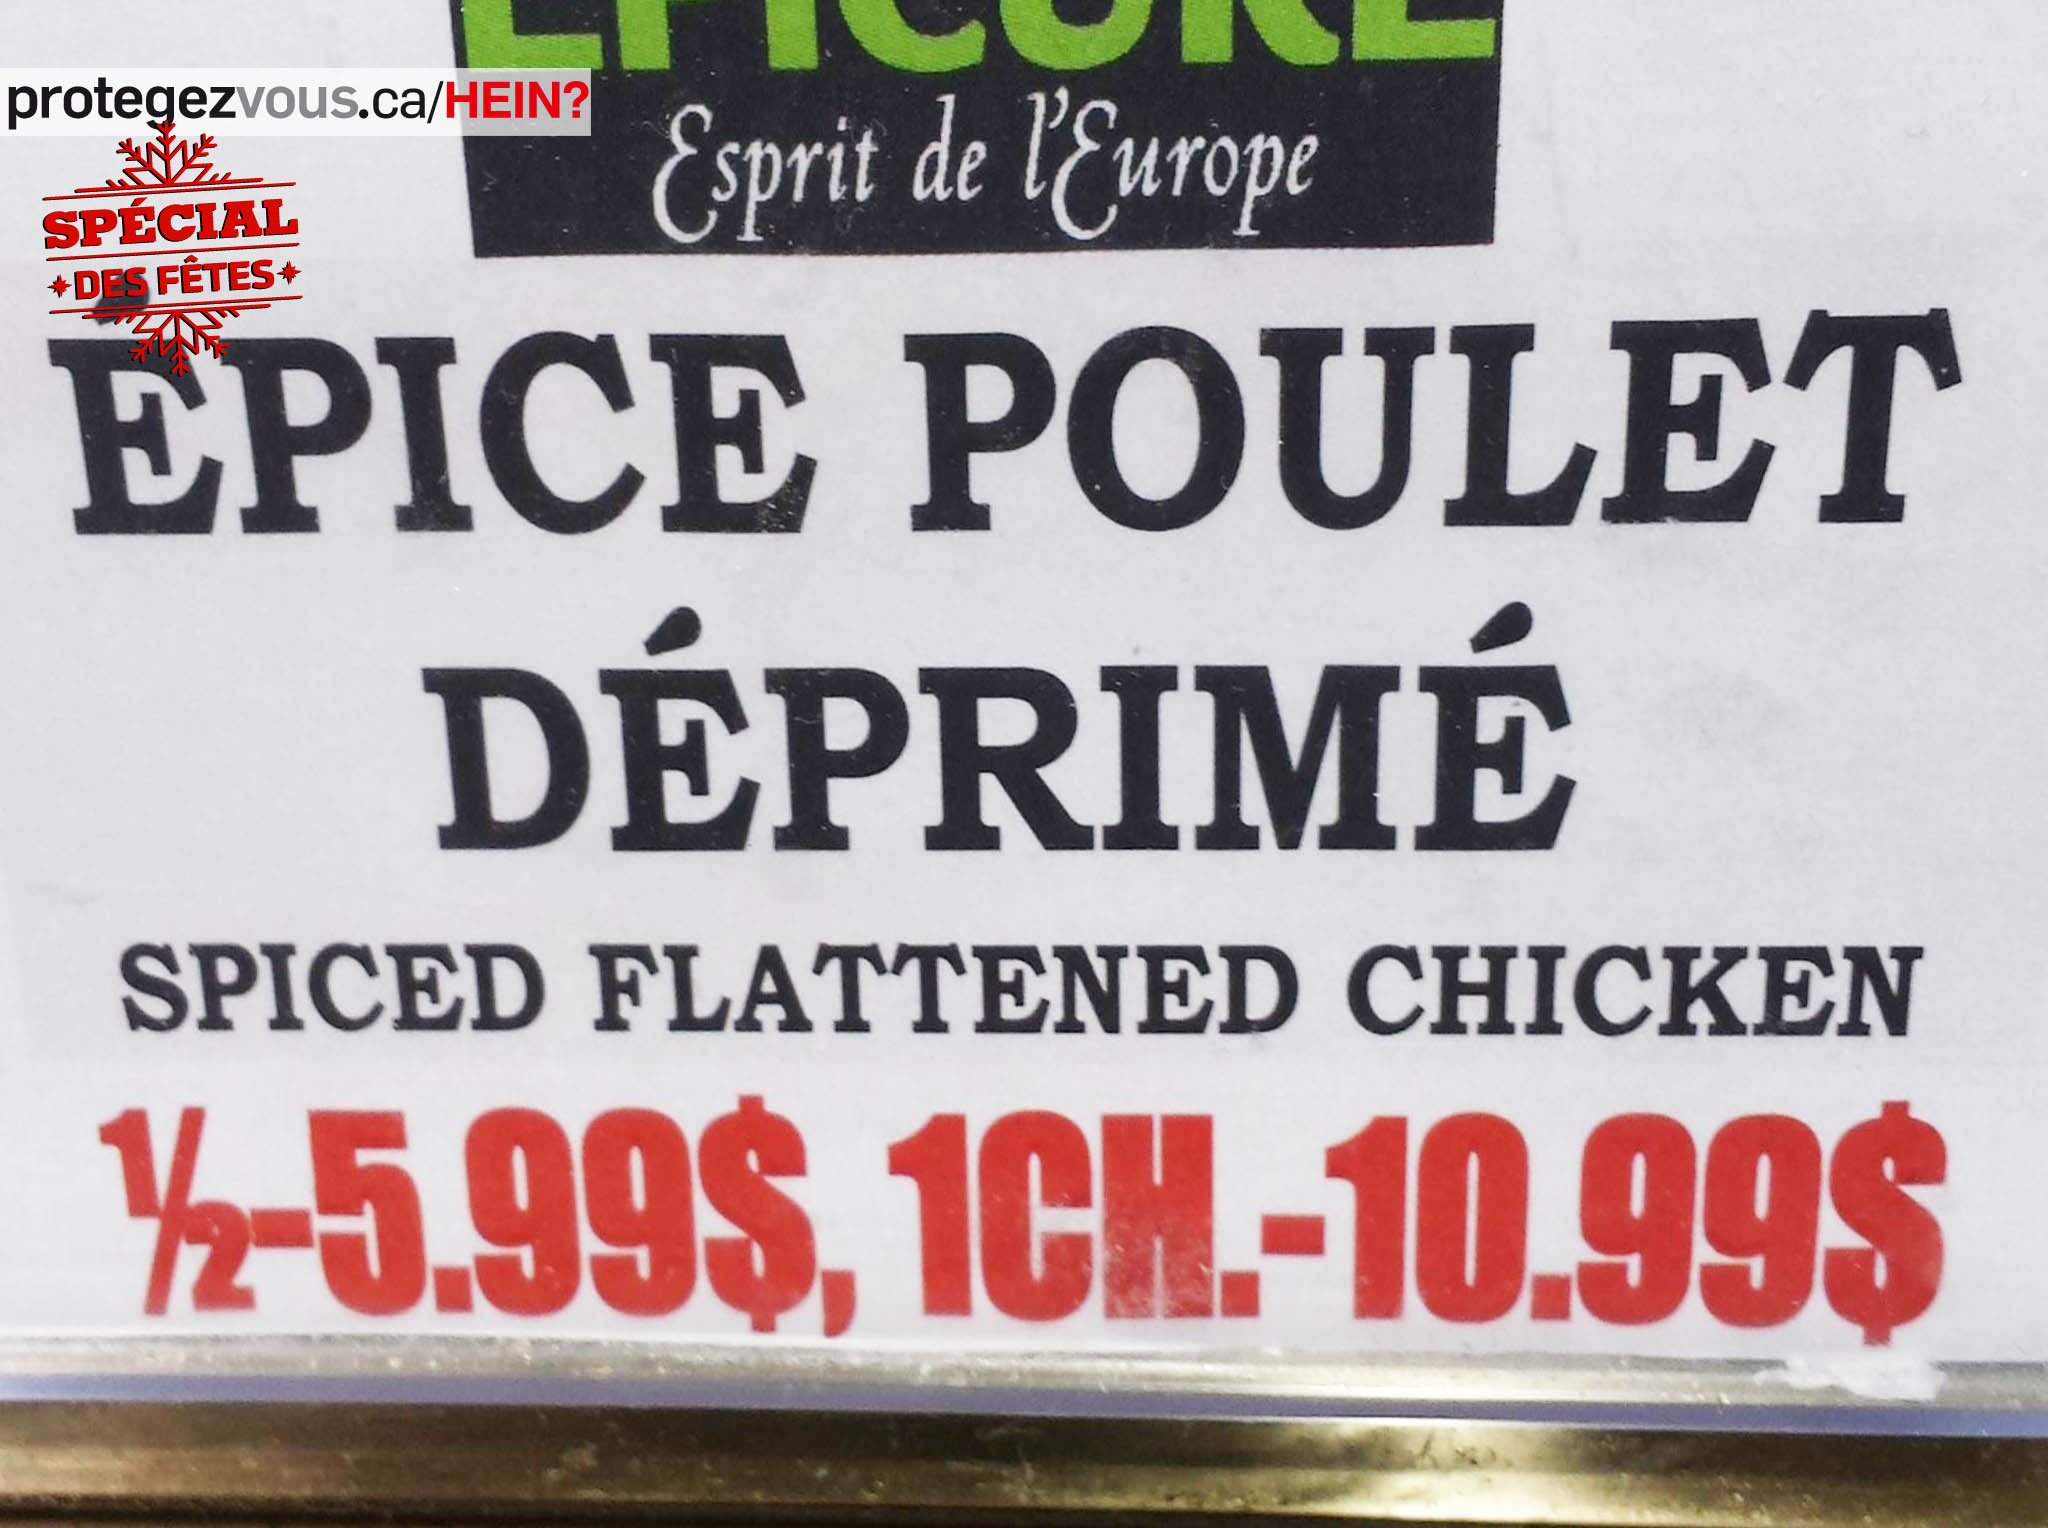 ÉPICURE
Esprit de l'Europe
protegezvous.ca/HEIN?
SPÉCIAL
DES FÊTES
ÉPICE POULET
DÉPRIMÉ
SPICED FLATTENED CHICKEN
½-5.99$, 1CH.-10.99$